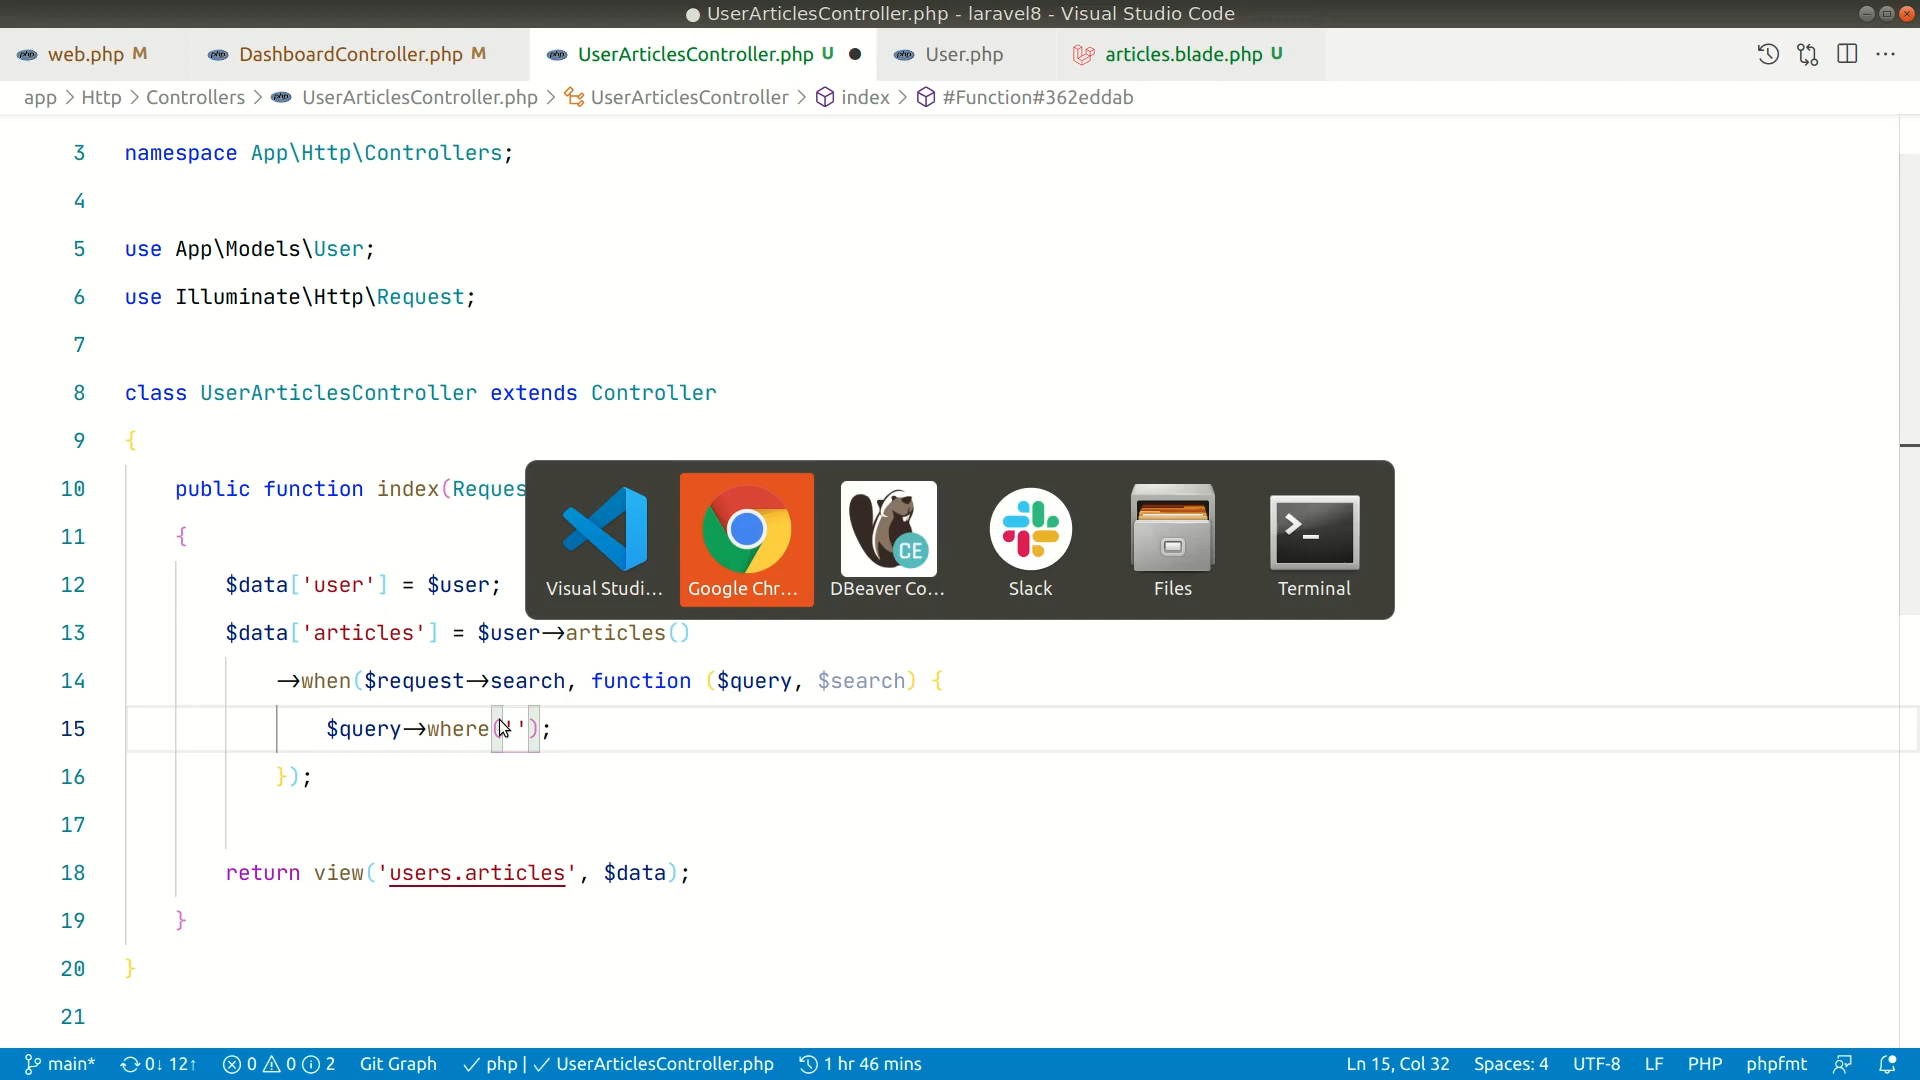 UserArticlesController.php - laravel8 - Visual Studio Code
web.php M DashboardController.php M UserArticlesController.php U User.php articles.blade.php U
app > Http > Controllers > UserArticlesController.php > UserArticlesController > index > #Function#362eddab
3 namespace App\Http\Controllers;
4
5 use App\Models\User;
6 use Illuminate\Http\Request;
7
8 class UserArticlesController extends Controller
9 {
10 public function index(Reques
11 {
12 $data['user'] = $user;
13 $data['articles'] = $user->articles()
14 ->when($request->search, function ($query, $search) {
15 $query->where('');
16 });
17
18 return view('users.articles', $data);
19 }
20 }
21
Visual Studi... Google Chr... DBeaver Co... Slack Files Terminal
CE
main* 0↓ 12↑ 0 0 2 Git Graph php | UserArticlesController.php 1 hr 46 mins Ln 15, Col 32 Spaces: 4 UTF-8 LF PHP phpfmt